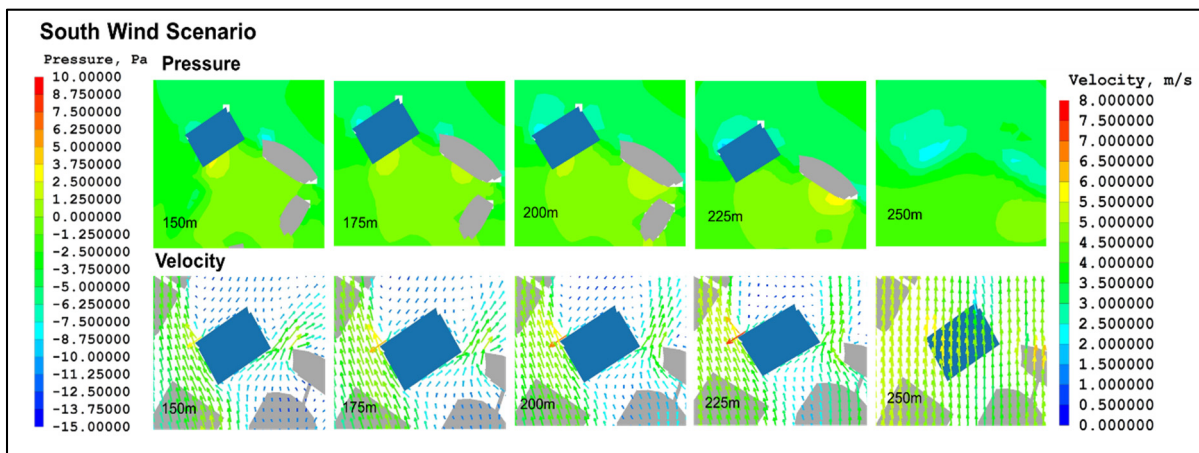 South Wind Scenario
Pressure, Pa
10.00000
8.750000
7.500000
6.250000
5.000000
3.750000
2.500000
1.250000
0.000000
-1.250000
-2.500000
-3.750000
-5.000000
-6.250000
-7.500000
-8.750000
-10.00000
-11.25000
-12.50000
-13.75000
-15.00000
Pressure
150m
175m
200m
225m
250m
Velocity
150m
175m
200m
225m
250m
Velocity, m/s
8.000000
7.500000
7.000000
6.500000
6.000000
5.500000
5.000000
4.500000
4.000000
3.500000
3.000000
2.500000
2.000000
1.500000
1.000000
0.500000
0.000000